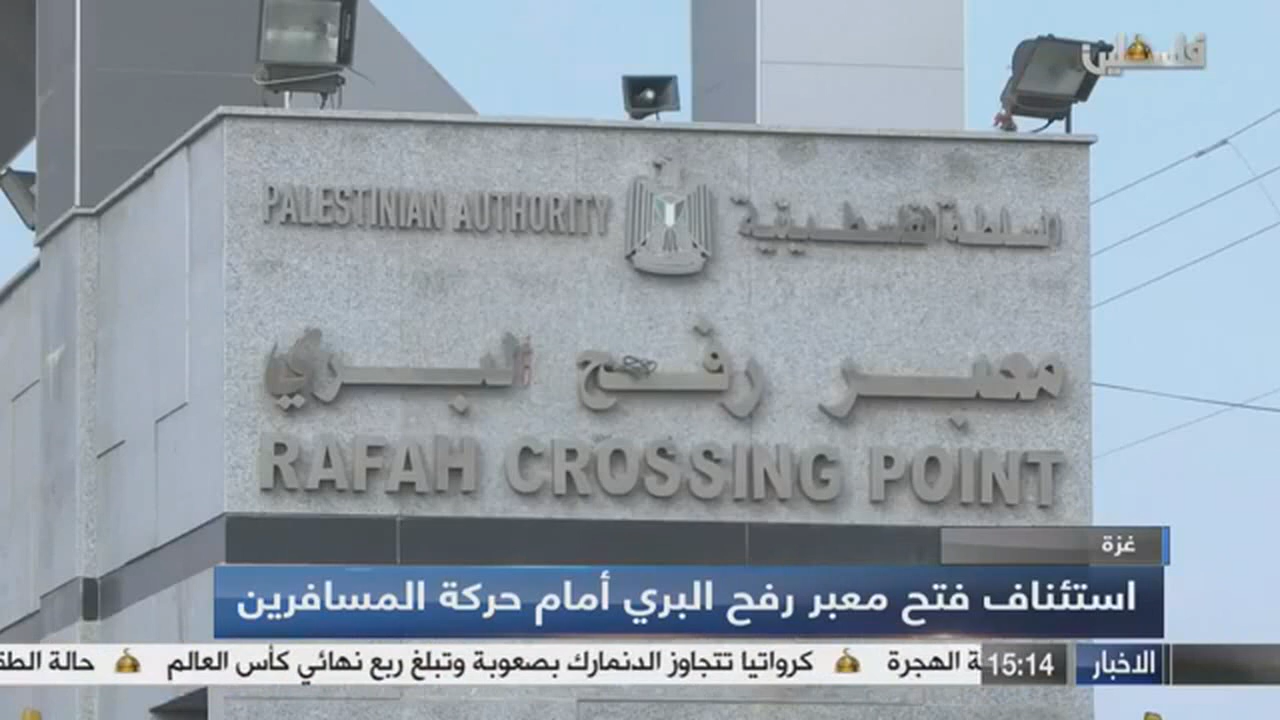 فلسطين
PALESTINIAN AUTHORITY السلطة الفلسطينية
معبر رفح البري
RAFAH CROSSING POINT
غزة
استئناف فتح معبر رفح البري أمام حركة المسافرين
الاخبار 15:14 ة الهجرة كرواتيا تتجاوز الدنمارك بصعوبة وتبلغ ربع نهائي كأس العالم حالة الطق